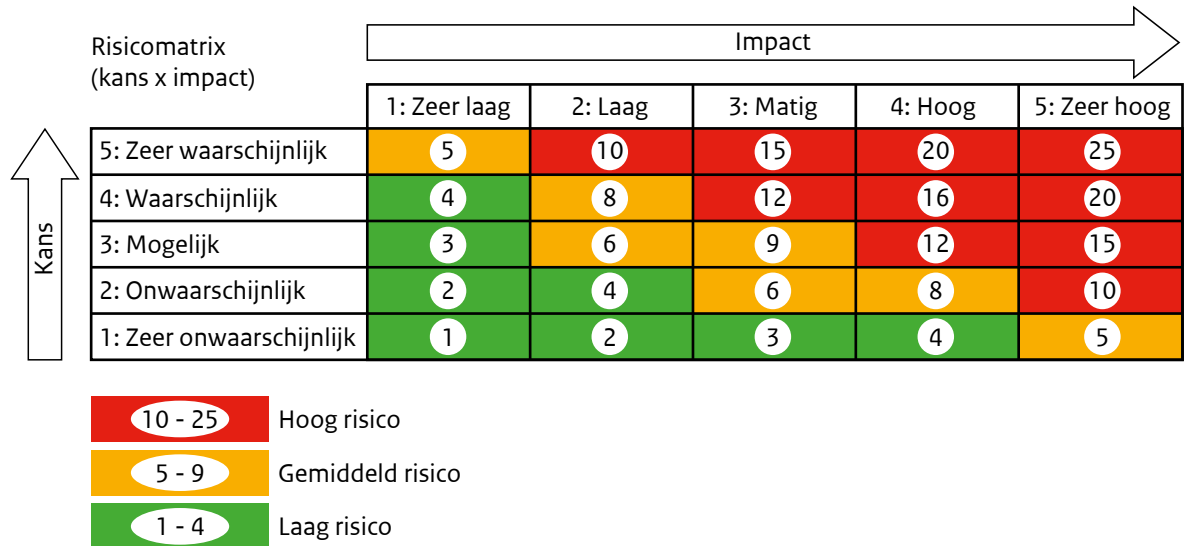 Risicomatrix
(kans x impact)
Impact
1: Zeer laag 2: Laag 3: Matig 4: Hoog 5: Zeer hoog
Kans
5: Zeer waarschijnlijk 5 10 15 20 25
4: Waarschijnlijk 4 8 12 16 20
3: Mogelijk 3 6 9 12 15
2: Onwaarschijnlijk 2 4 6 8 10
1: Zeer onwaarschijnlijk 1 2 3 4 5
10 - 25 Hoog risico
5 - 9 Gemiddeld risico
1 - 4 Laag risico